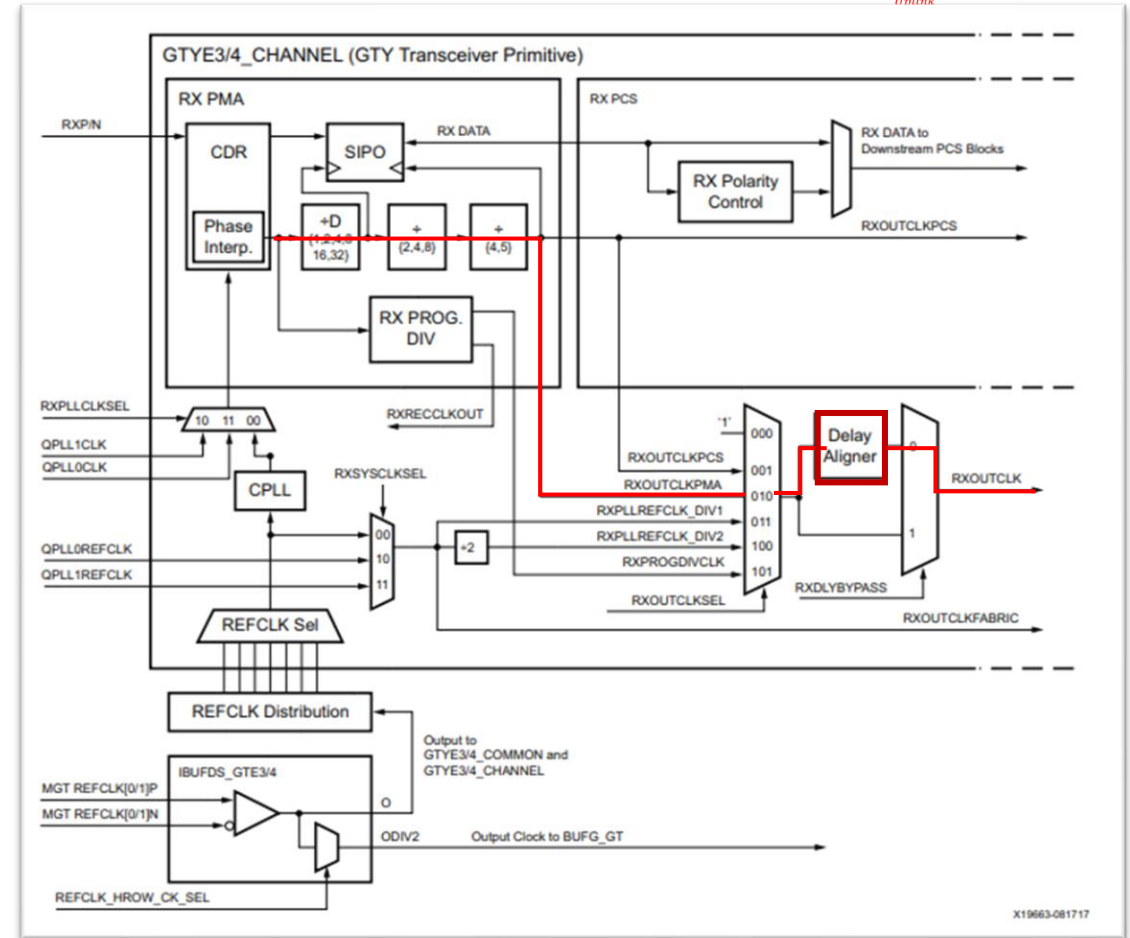 uplink
GTYE3/4_CHANNEL (GTY Transceiver Primitive)
RX PMA
RX PCS
RXP/N
CDR
SIPO
RX DATA
RX DATA to
Downstream PCS Blocks
RX Polarity
Control
Phase
Interp.
÷D
16,32}
÷
{2,4,8}
÷
{4,5}
RXOUTCLKPCS
RX PROG.
DIV
RXPLLCLKSEL
10 11 00
RXRECCLKOUT
QPLL1CLK
QPLL0CLK
CPLL
RXSYSCLKSEL
'1'
000
RXOUTCLKPCS
001
RXOUTCLKPMA
010
RXPLLREFCLK_DIV1
011
RXPLLREFCLK_DIV2
100
RXPROGDIVCLK
101
Delay
Aligner
0
1
RXOUTCLK
QPLL0REFCLK
QPLL1REFCLK
00
10
11
÷2
RXOUTCLKSEL
RXDLYBYPASS
RXOUTCLKFABRIC
REFCLK Sel
REFCLK Distribution
Output to
GTYE3/4_COMMON and
GTYE3/4_CHANNEL
IBUFDS_GTE3/4
MGT REFCLK[0/1]P
MGT REFCLK[0/1]N
O
ODIV2
Output Clock to BUFG_GT
REFCLK_HROW_CK_SEL
X19663-081717